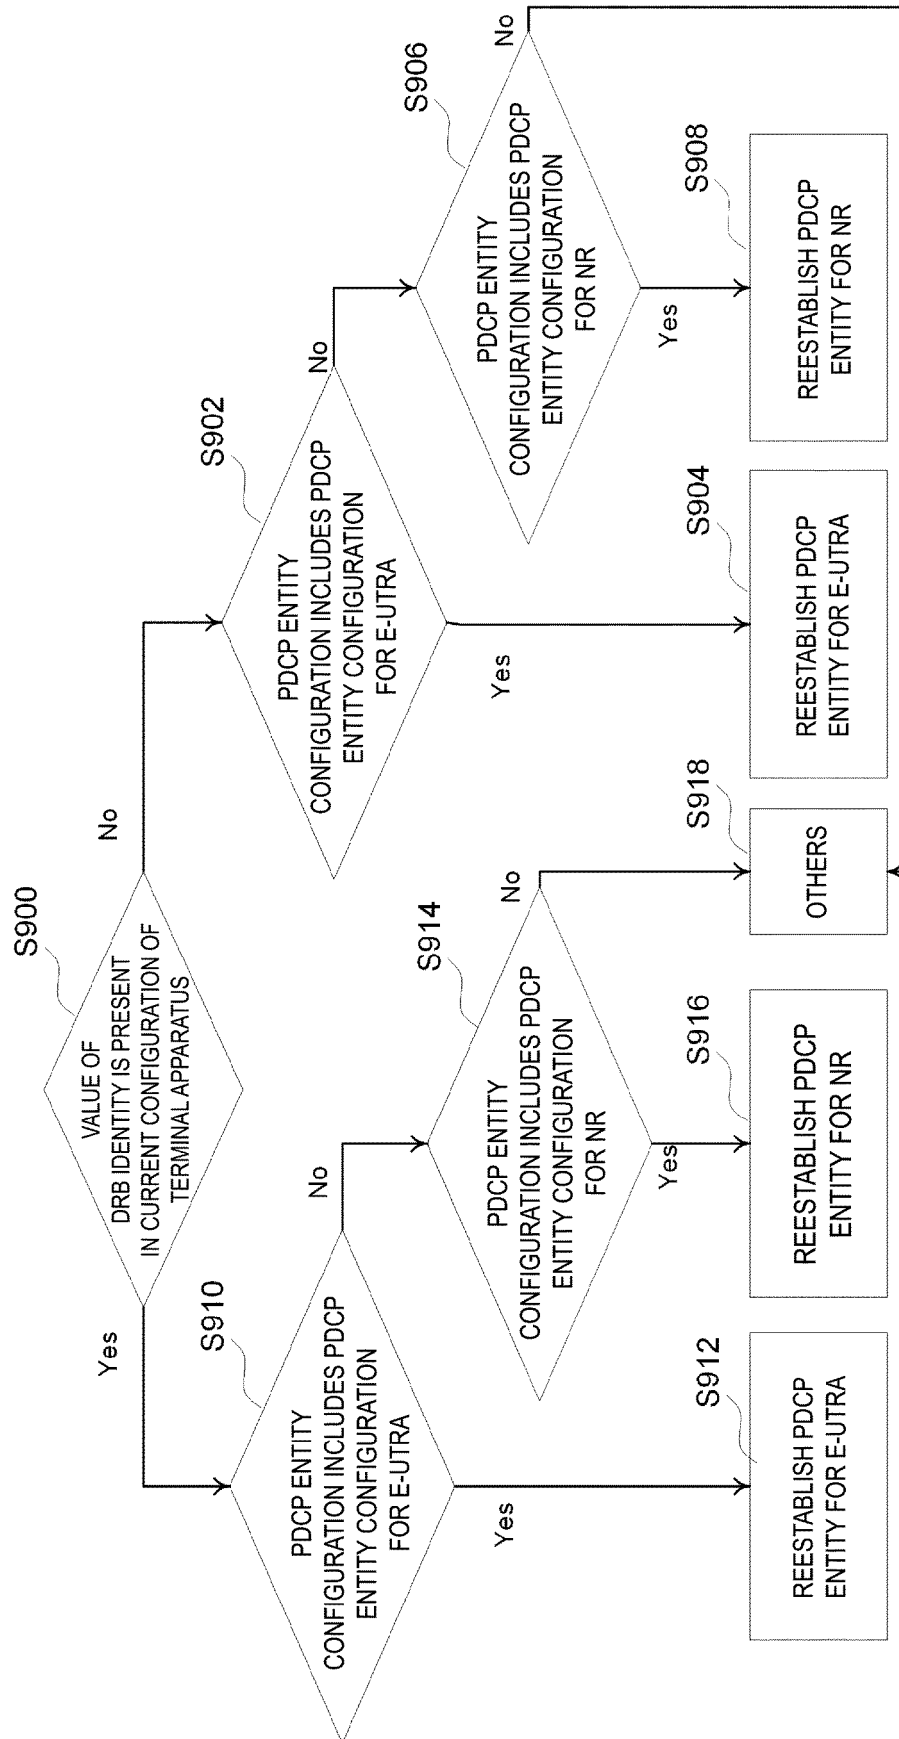 S900
VALUE OF
DRB IDENTITY IS PRESENT
IN CURRENT CONFIGURATION OF
TERMINAL APPARATUS
Yes
No
S910
PDCP ENTITY
CONFIGURATION INCLUDES PDCP
ENTITY CONFIGURATION
FOR E-UTRA
Yes
No
S902
PDCP ENTITY
CONFIGURATION INCLUDES PDCP
ENTITY CONFIGURATION
FOR E-UTRA
Yes
No
S914
PDCP ENTITY
CONFIGURATION INCLUDES PDCP
ENTITY CONFIGURATION
FOR NR
Yes
No
S906
PDCP ENTITY
CONFIGURATION INCLUDES PDCP
ENTITY CONFIGURATION
FOR NR
Yes
No
S912
REESTABLISH PDCP
ENTITY FOR E-UTRA
S916
REESTABLISH PDCP
ENTITY FOR NR
S918
OTHERS
S904
REESTABLISH PDCP
ENTITY FOR E-UTRA
S908
REESTABLISH PDCP
ENTITY FOR NR